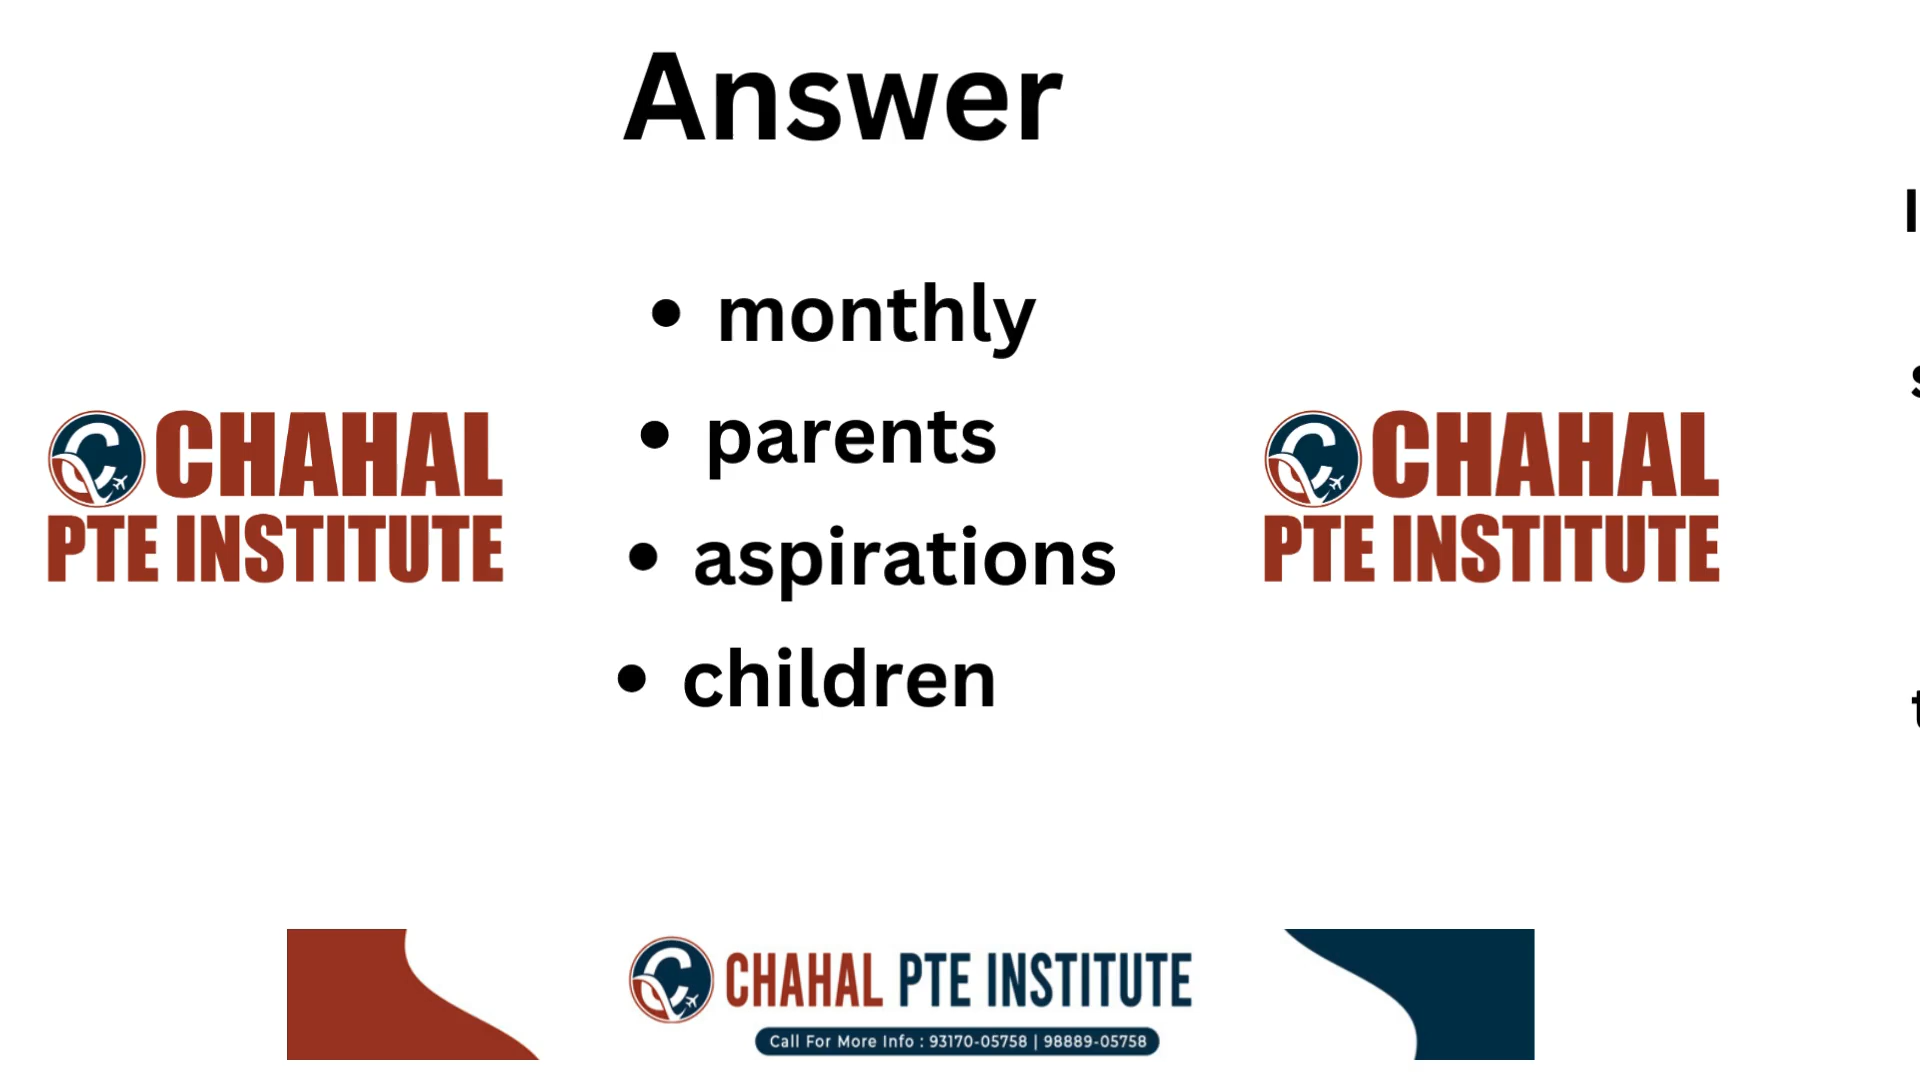 Answer
• monthly
• parents
• aspirations
• children
CHAHAL
PTE INSTITUTE
CHAHAL
PTE INSTITUTE
CHAHAL PTE INSTITUTE
Call For More Info : 93170-05758 | 98889-05758